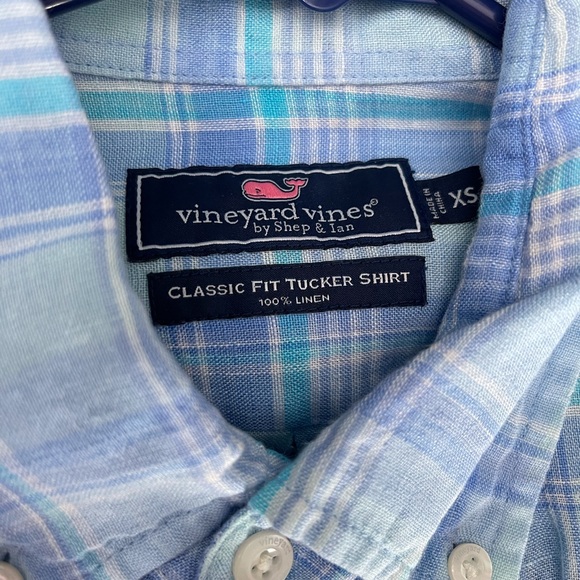 vineyard vines®
by Shep & Ian
MADE IN
CHINA
XS
CLASSIC FIT TUCKER SHIRT
100% LINEN